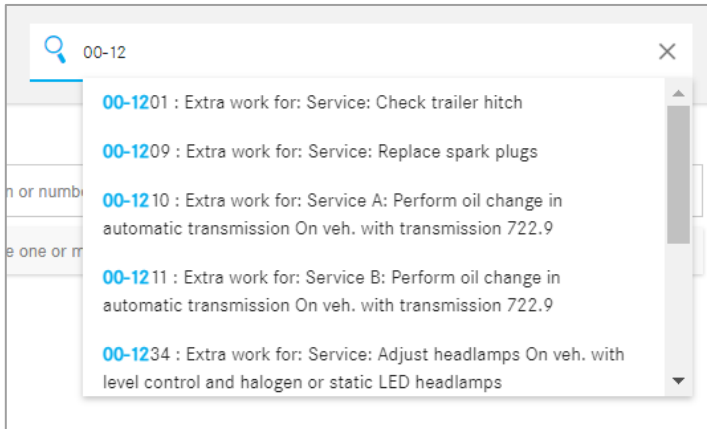 00-12
00-1201 : Extra work for: Service: Check trailer hitch
00-1209 : Extra work for: Service: Replace spark plugs
n or numb
00-1210 : Extra work for: Service A: Perform oil change in
automatic transmission On veh. with transmission 722.9
e one or m
00-1211 : Extra work for: Service B: Perform oil change in
automatic transmission On veh. with transmission 722.9
00-1234 : Extra work for: Service: Adjust headlamps On veh. with
level control and halogen or static LED headlamps